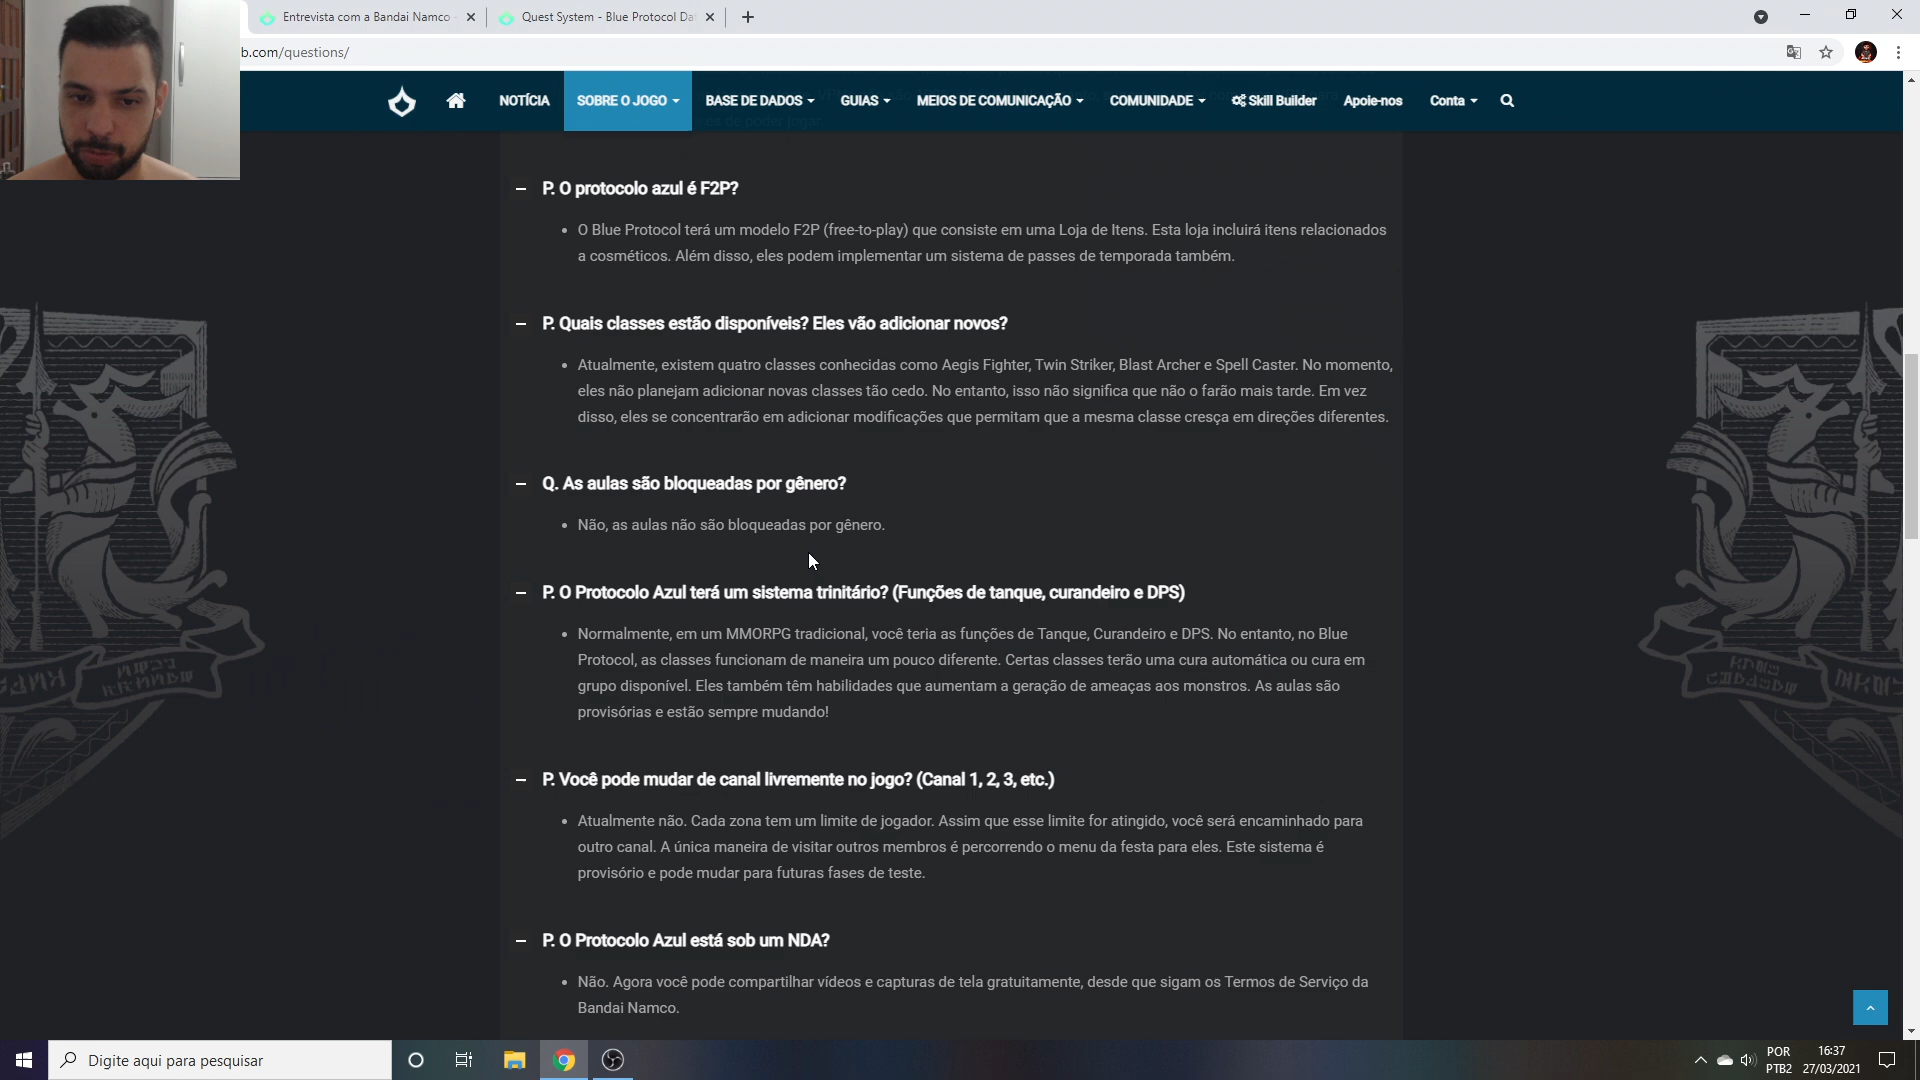 Entrevista com a Bandai Namco
Quest System - Blue Protocol Da
b.com/questions/
NOTÍCIA
SOBRE O JOGO
BASE DE DADOS
GUIAS
MEIOS DE COMUNICAÇÃO
COMUNIDADE
Skill Builder
Apoie-nos
Conta
P. O protocolo azul é F2P?
O Blue Protocol terá um modelo F2P (free-to-play) que consiste em uma Loja de Itens. Esta loja incluirá itens relacionados
a cosméticos. Além disso, eles podem implementar um sistema de passes de temporada também.
P. Quais classes estão disponíveis? Eles vão adicionar novos?
Atualmente, existem quatro classes conhecidas como Aegis Fighter, Twin Striker, Blast Archer e Spell Caster. No momento,
eles não planejam adicionar novas classes tão cedo. No entanto, isso não significa que não o farão mais tarde. Em vez
disso, eles se concentrarão em adicionar modificações que permitam que a mesma classe cresça em direções diferentes.
Q. As aulas são bloqueadas por gênero?
Não, as aulas não são bloqueadas por gênero.
P. O Protocolo Azul terá um sistema trinitário? (Funções de tanque, curandeiro e DPS)
Normalmente, em um MMORPG tradicional, você teria as funções de Tanque, Curandeiro e DPS. No entanto, no Blue
Protocol, as classes funcionam de maneira um pouco diferente. Certas classes terão uma cura automática ou cura em
grupo disponível. Eles também têm habilidades que aumentam a geração de ameaças aos monstros. As aulas são
provisórias e estão sempre mudando!
P. Você pode mudar de canal livremente no jogo? (Canal 1, 2, 3, etc.)
Atualmente não. Cada zona tem um limite de jogador. Assim que esse limite for atingido, você será encaminhado para
outro canal. A única maneira de visitar outros membros é percorrendo o menu da festa para eles. Este sistema é
provisório e pode mudar para futuras fases de teste.
P. O Protocolo Azul está sob um NDA?
Não. Agora você pode compartilhar vídeos e capturas de tela gratuitamente, desde que sigam os Termos de Serviço da
Bandai Namco.
Digite aqui para pesquisar
POR
PTB2
16:37
27/03/2021